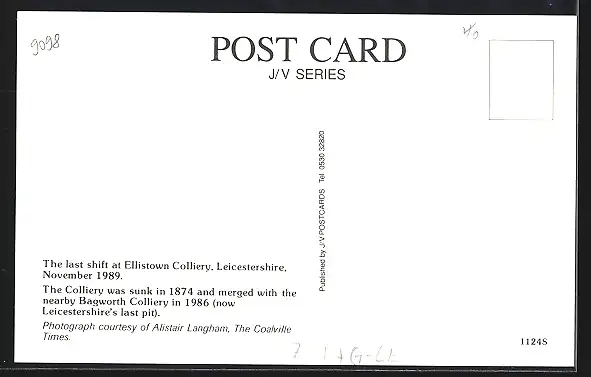 9098
POST CARD
J/V SERIES
Published by J/V POSTCARDS Tel. 0530 32820
The last shift at Ellistown Colliery, Leicestershire,
November 1989.
The Colliery was sunk in 1874 and merged with the
nearby Bagworth Colliery in 1986 (now
Leicestershire's last pit).
Photograph courtesy of Alistair Langham, The Coalville
Times.
1124S